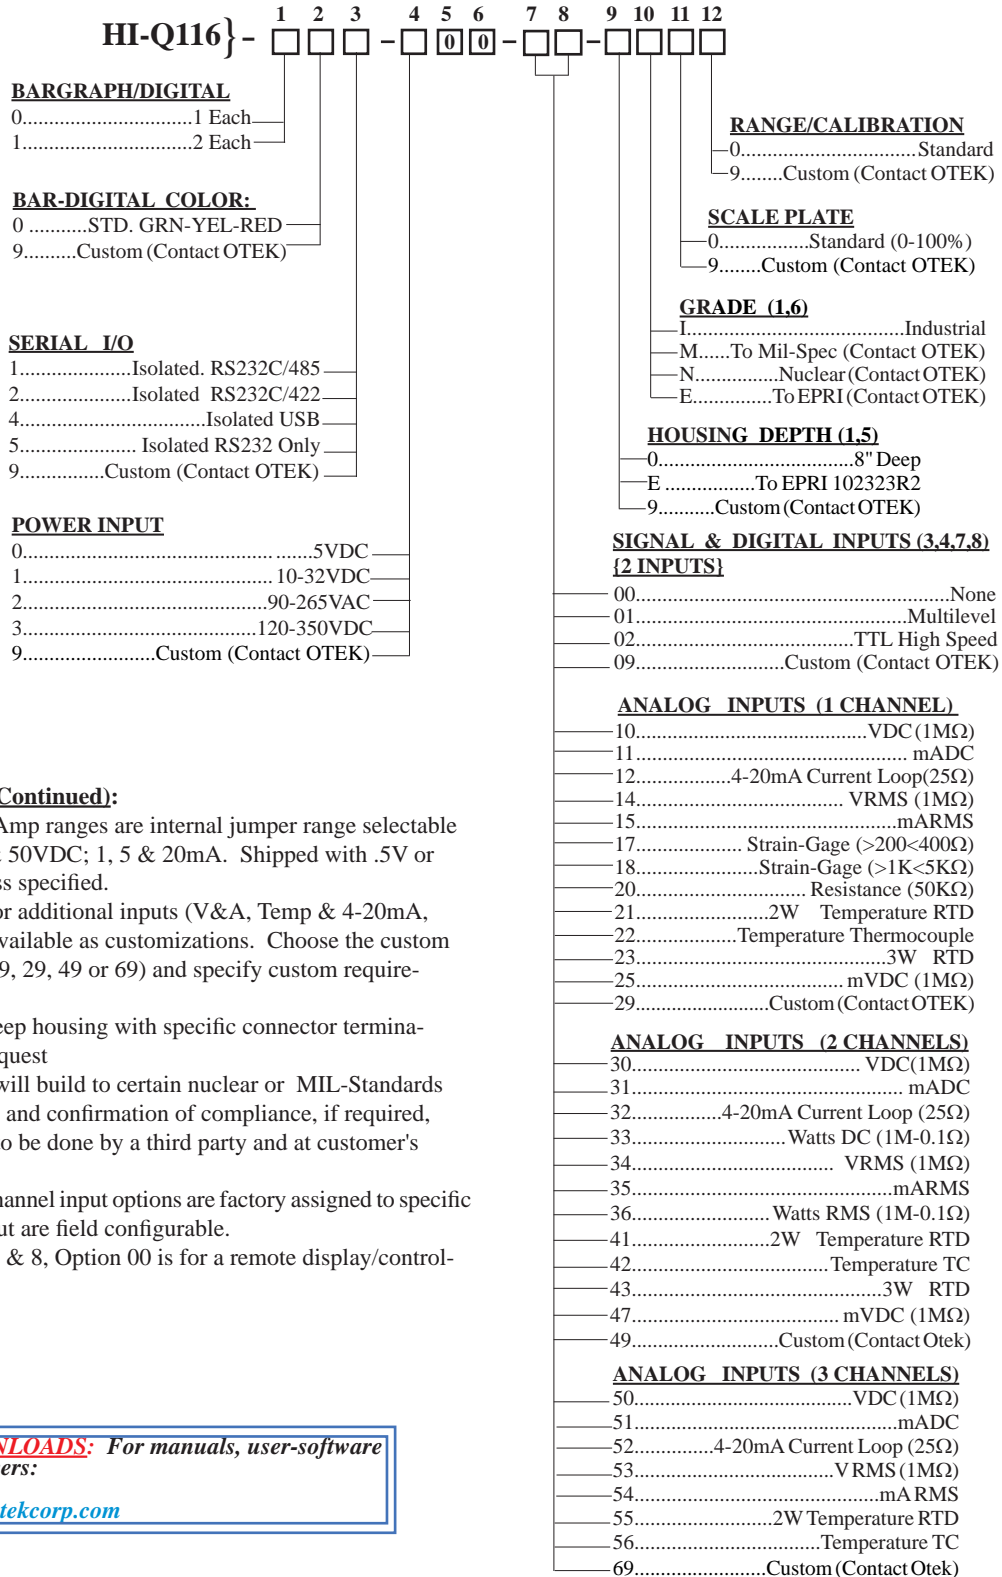 1 2 3 4 5 6 7 8 9 10 11 12
HI-Q116} - – 0 0 – –
BARGRAPH/DIGITAL
0...............................1 Each
1...............................2 Each
BAR-DIGITAL COLOR:
0 ...........STD. GRN-YEL-RED
9..........Custom (Contact OTEK)
SERIAL I/O
1....................Isolated. RS232C/485
2....................Isolated RS232C/422
4..................................Isolated USB
5..................... Isolated RS232 Only
9...............Custom (Contact OTEK)
POWER INPUT
0.............................................. .......5VDC
1.............................................. 10-32VDC
2.............................................90-265VAC
3...........................................120-350VDC
9........................Custom (Contact OTEK)
RANGE/CALIBRATION
0................................Standard
9........Custom (Contact OTEK)
SCALE PLATE
0................Standard (0-100%)
9........Custom (Contact OTEK)
GRADE (1,6)
I........................................Industrial
M......To Mil-Spec (Contact OTEK)
N...............Nuclear (Contact OTEK)
E...............To EPRI (Contact OTEK)
HOUSING DEPTH (1,5)
0....................................8" Deep
E .................To EPRI 102323R2
9...........Custom (Contact OTEK)
SIGNAL & DIGITAL INPUTS (3,4,7,8)
{2 INPUTS}
00..........................................................None
01..................................................Multilevel
02........................................TTL High Speed
09...........................Custom (Contact OTEK)
ANALOG INPUTS (1 CHANNEL)
10...........................................VDC (1MΩ)
11.................................................. mADC
12.................4-20mA Current Loop(25Ω)
14...................................... VRMS (1MΩ)
15................................................mARMS
17........................ Strain-Gage (>200<400Ω)
18......................Strain-Gage (>1K<5KΩ)
20............................... Resistance (50KΩ)
21........................2W Temperature RTD
22..................Temperature Thermocouple
23..............................................3W RTD
25...................................... mVDC (1MΩ)
29........................Custom (Contact OTEK)
ANALOG INPUTS (2 CHANNELS)
30......................................... VDC(1MΩ)
31................................................. mADC
32...............4-20mA Current Loop (25Ω)
33............................Watts DC (1M-0.1Ω)
34.................................... VRMS (1MΩ)
35...............................................mARMS
36......................... Watts RMS (1M-0.1Ω)
41.........................2W Temperature RTD
42....................................Temperature TC
43.............................................3W RTD
47...................................... mVDC (1MΩ)
49...........................Custom (Contact Otek)
ANALOG INPUTS (3 CHANNELS)
50........................................VDC (1MΩ)
51................................................mADC
52..............4-20mA Current Loop (25Ω)
53....................................VRMS (1MΩ)
54.............................................mARMS
55.........................2W Temperature RTD
56..................................Temperature TC
69........................Custom (Contact Otek)
Continued):
Amp ranges are internal jumper range selectable
50VDC; 1, 5 & 20mA. Shipped with .5V or
specified.
or additional inputs (V&A, Temp & 4-20mA,
available as customizations. Choose the custom
9, 29, 49 or 69) and specify custom require-
eep housing with specific connector termina-
quest
will build to certain nuclear or MIL-Standards
and confirmation of compliance, if required,
to be done by a third party and at customer's
hannel input options are factory assigned to specific
ut are field configurable.
& 8, Option 00 is for a remote display/control-
NLOADS: For manuals, user-software
ers:
tekcorp.com